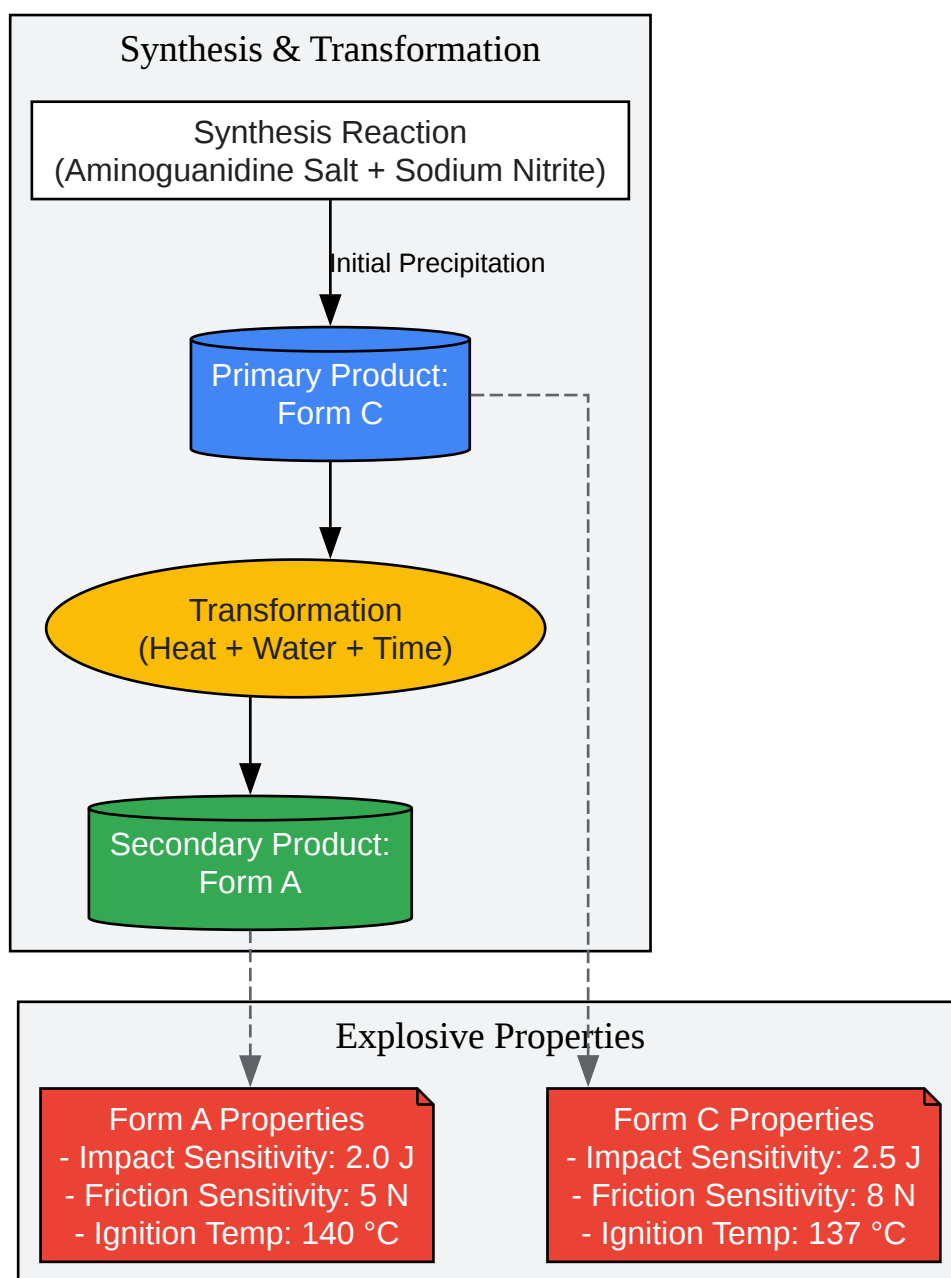 Synthesis & Transformation
Synthesis Reaction
(Aminoguanidine Salt + Sodium Nitrite)
Initial Precipitation
Primary Product:
Form C
Transformation
(Heat + Water + Time)
Secondary Product:
Form A
Explosive Properties
Form A Properties
- Impact Sensitivity: 2.0 J
- Friction Sensitivity: 5 N
- Ignition Temp: 140 °C
Form C Properties
- Impact Sensitivity: 2.5 J
- Friction Sensitivity: 8 N
- Ignition Temp: 137 °C